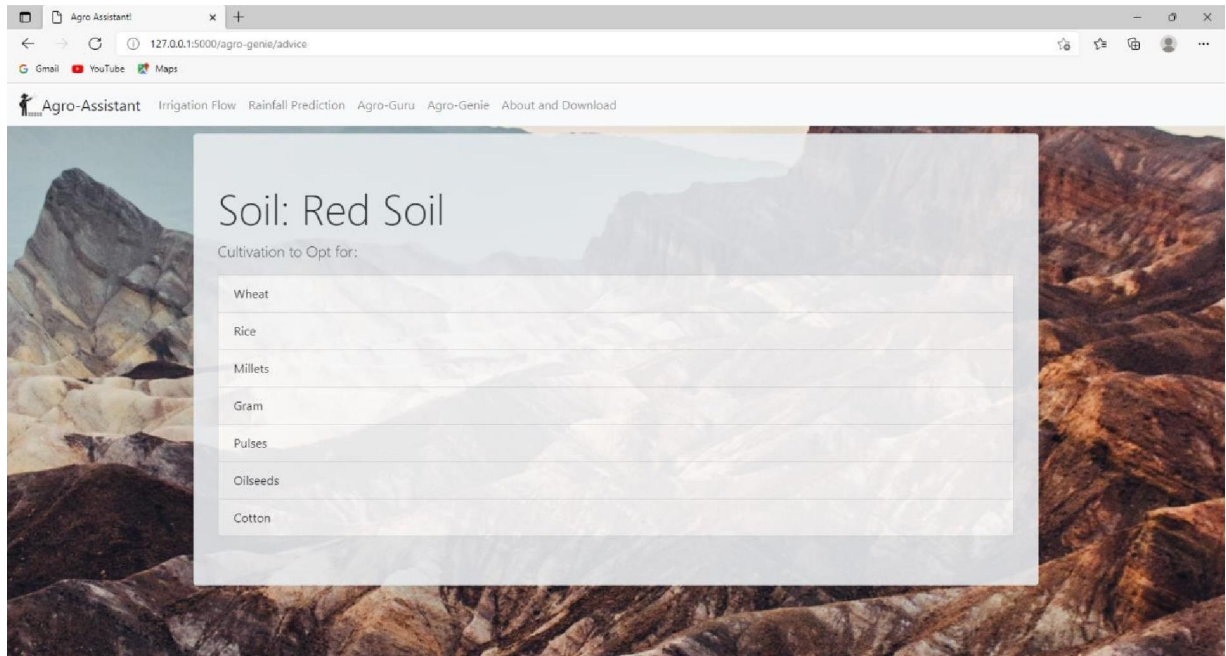 Agro Assistant!
127.0.0.1:5000/agro-genie/advice
Gmail YouTube Maps
Agro-Assistant Irrigation Flow Rainfall Prediction Agro-Guru Agro-Genie About and Download
Soil: Red Soil
Cultivation to Opt for:
Wheat
Rice
Millets
Gram
Pulses
Oilseeds
Cotton